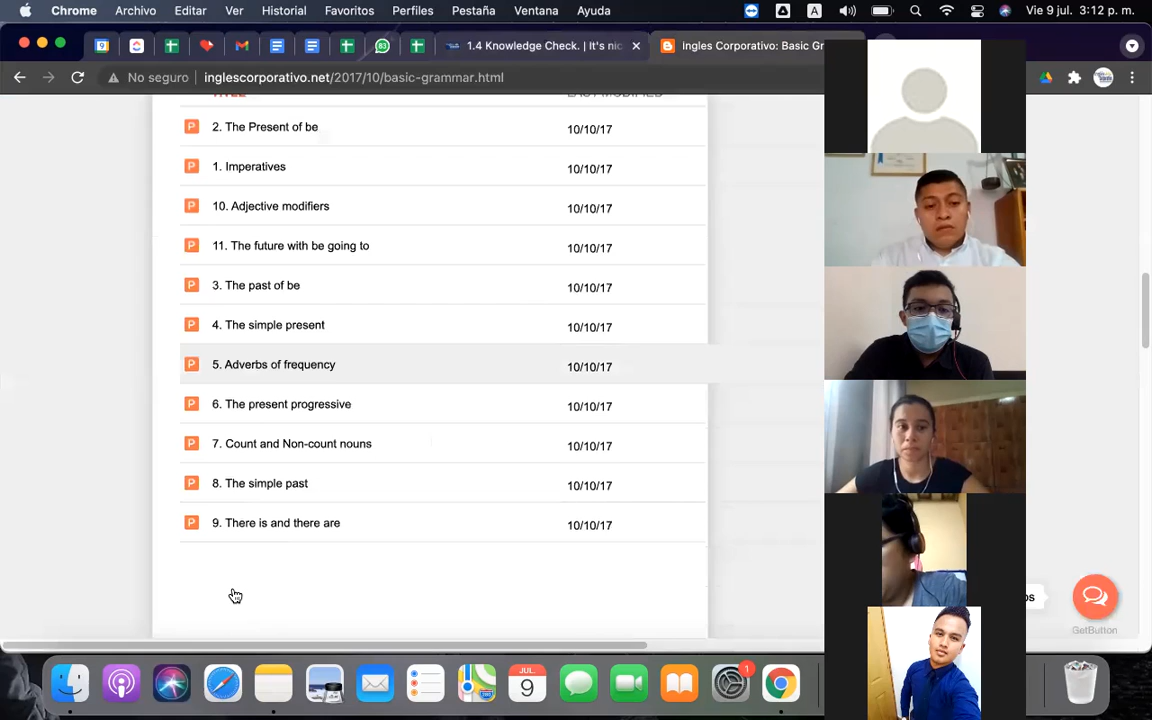 Chrome Archivo Editar Ver Historial Favoritos Perfiles Pestaña Ventana Ayuda A Vie 9 jul. 3:12 p. m.
1.4 Knowledge Check. | It's nic Ingles Corporativo: Basic Gr
No seguro inglescorporativo.net/2017/10/basic-grammar.html
TITLE LAST MODIFIED
P 2. The Present of be 10/10/17
P 1. Imperatives 10/10/17
P 10. Adjective modifiers 10/10/17
P 11. The future with be going to 10/10/17
P 3. The past of be 10/10/17
P 4. The simple present 10/10/17
P 5. Adverbs of frequency 10/10/17
P 6. The present progressive 10/10/17
P 7. Count and Non-count nouns 10/10/17
P 8. The simple past 10/10/17
P 9. There is and there are 10/10/17
os
GetButton
JUL.
9
1